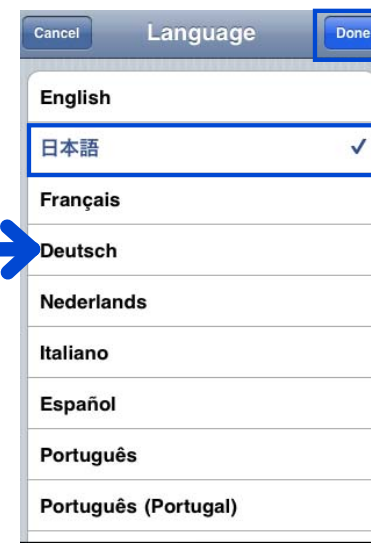 Cancel Language Done
English
日本語
Français
Deutsch
Nederlands
Italiano
Español
Português
Português (Portugal)